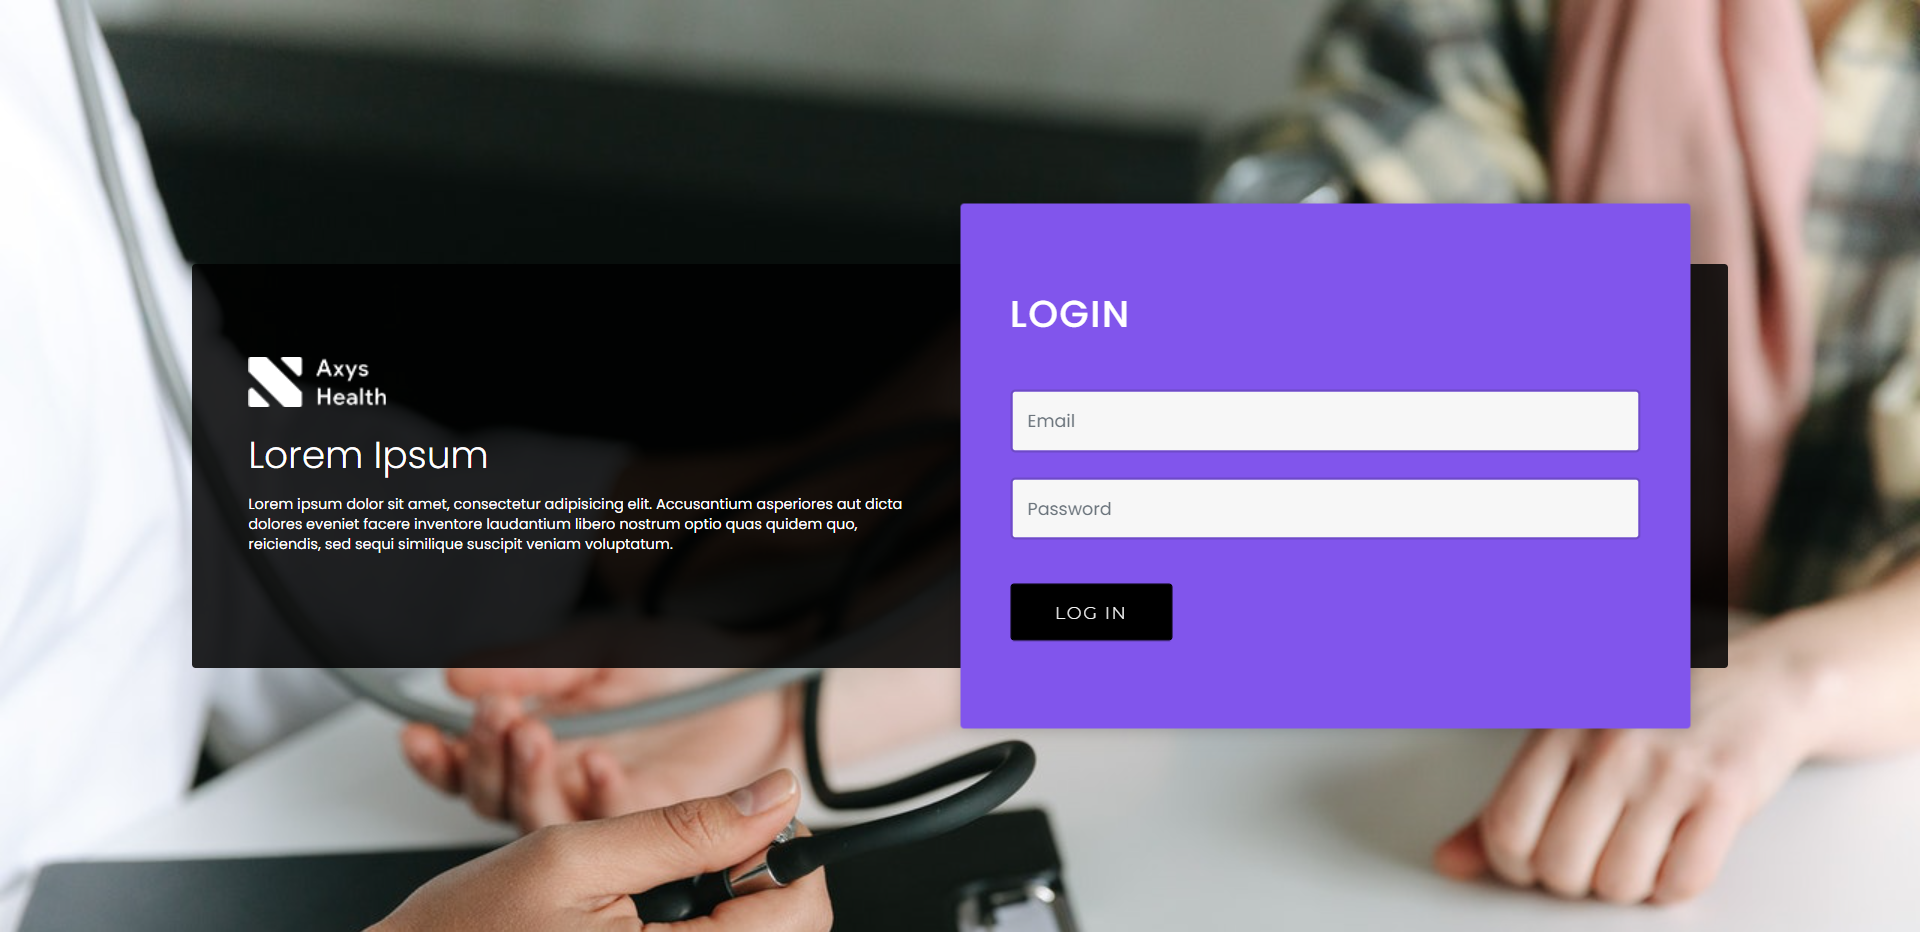 Axys
Health
Lorem Ipsum
Lorem ipsum dolor sit amet, consectetur adipisicing elit. Accusantium asperiores aut dicta
dolores eveniet facere inventore laudantium libero nostrum optio quas quidem quo,
reiciendis, sed sequi similique suscipit veniam voluptatum.
LOGIN
Email
Password
LOG IN